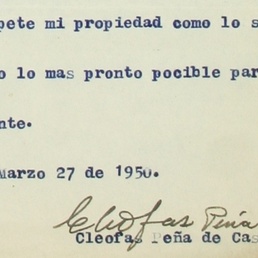 pete mi propiedad como lo s
o lo mas pronto pocible par
nte.
Marzo 27 de 1950.
Cleofas Peña
Cleofa. Peña de Cas